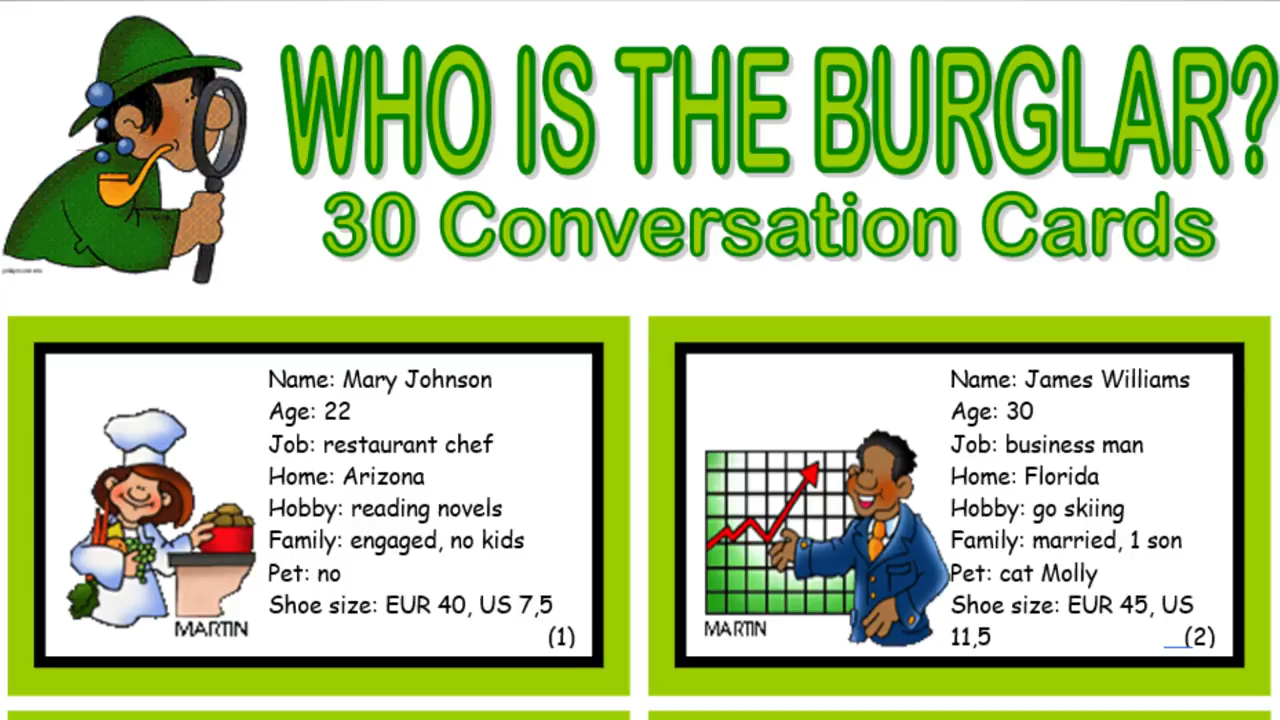 WHO IS THE BURGLAR?
30 Conversation Cards
Name: Mary Johnson
Age: 22
Job: restaurant chef
Home: Arizona
Hobby: reading novels
Family: engaged, no kids
Pet: no
Shoe size: EUR 40, US 7,5
(1)
MARTIN
Name: James Williams
Age: 30
Job: business man
Home: Florida
Hobby: go skiing
Family: married, 1 son
Pet: cat Molly
Shoe size: EUR 45, US
11,5 (2)
MARTIN